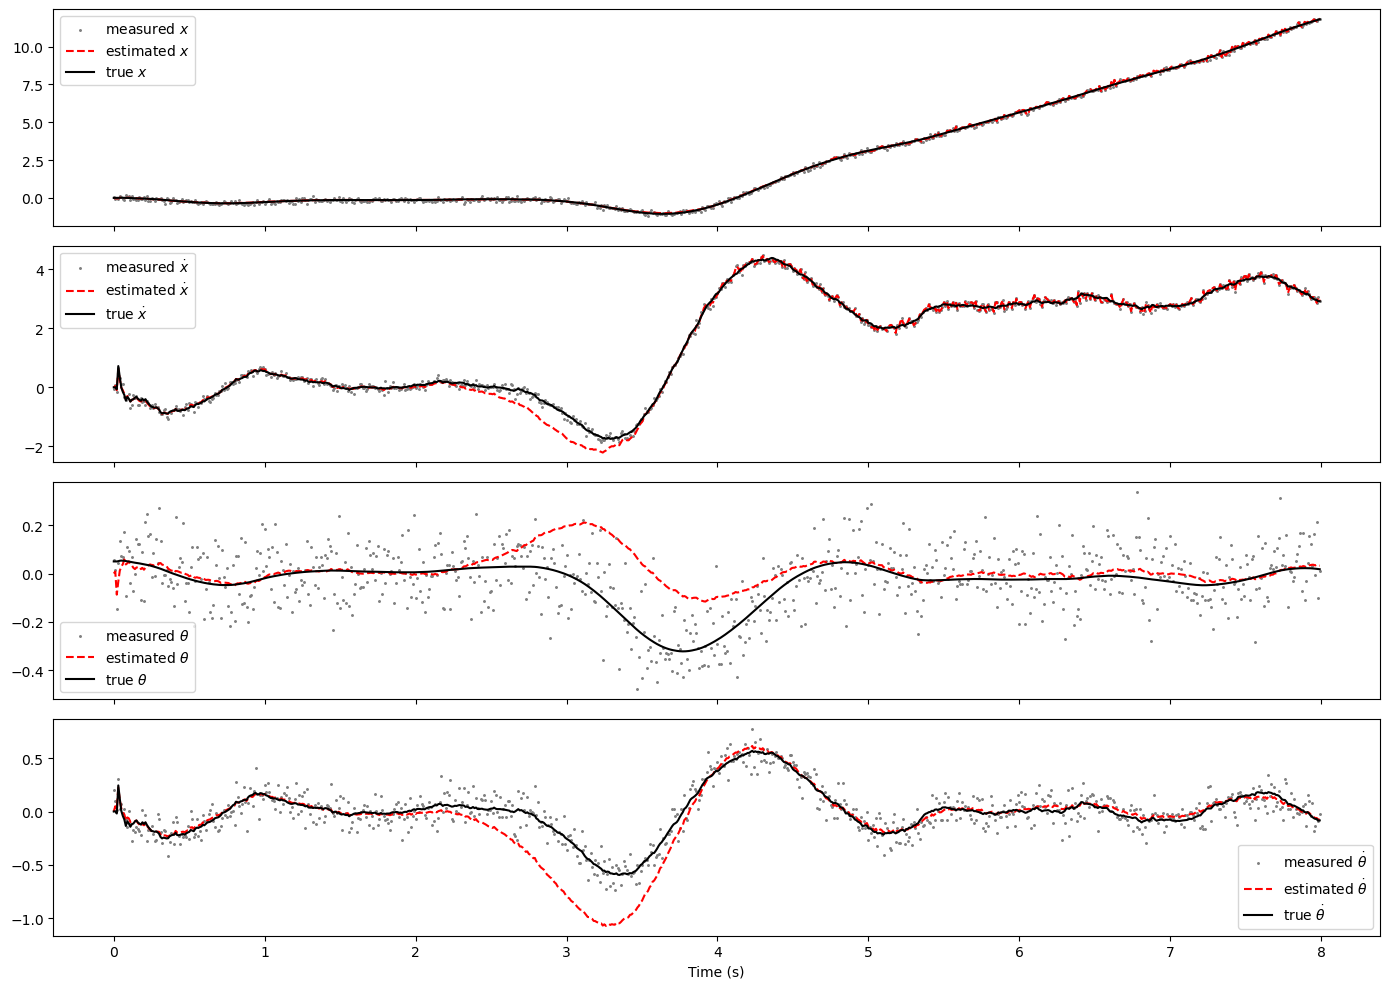 measured x
estimated x
true x
10.0
7.5
5.0
2.5
0.0
measured ẋ
estimated ẋ
true ẋ
4
2
0
−2
0.2
0.0
−0.2
−0.4
measured θ
estimated θ
true θ
0.5
0.0
−0.5
−1.0
measured θ̇
estimated θ̇
true θ̇
0 1 2 3 4 5 6 7 8
Time (s)